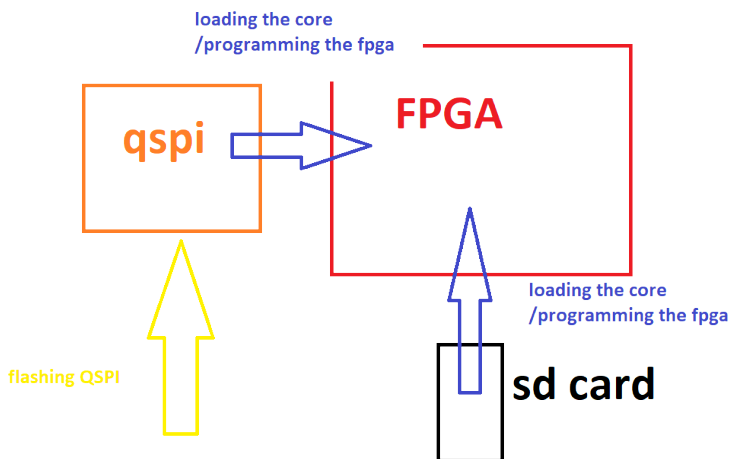 loading the core
/programming the fpga
FPGA
qspi
loading the core
/programming the fpga
flashing QSPI
sd card